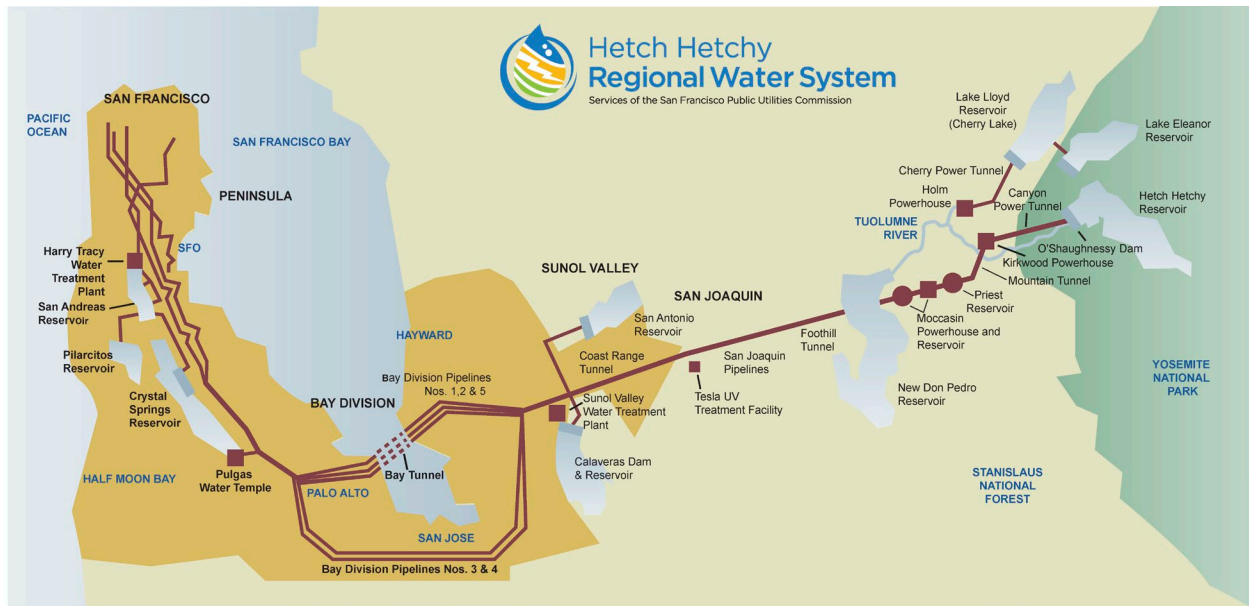 Hetch Hetchy
Regional Water System
Services of the San Francisco Public Utilities Commission
SAN FRANCISCO
PACIFIC
OCEAN
SAN FRANCISCO BAY
PENINSULA
SFO
Harry Tracy
Water
Treatment
Plant
San Andreas
Reservoir
Pilarcitos
Reservoir
Crystal
Springs
Reservoir
HALF MOON BAY
Pulgas
Water Temple
PALO ALTO
SAN JOSE
Bay Division Pipelines Nos. 3 & 4
Bay Tunnel
BAY DIVISION
Bay Division Pipelines
Nos. 1,2 & 5
HAYWARD
SUNOL VALLEY
San Antonio
Reservoir
Coast Range
Tunnel
Sunol Valley
Water Treatment
Plant
Calaveras Dam
& Reservoir
SAN JOAQUIN
San Joaquin
Pipelines
Tesla UV
Treatment Facility
Foothill
Tunnel
New Don Pedro
Reservoir
Moccasin
Powerhouse and
Reservoir
Priest
Reservoir
Mountain Tunnel
Kirkwood Powerhouse
O'Shaughnessy Dam
Hetch Hetchy
Reservoir
Canyon
Power Tunnel
TUOLUMNE
RIVER
Holm
Powerhouse
Cherry Power Tunnel
Lake Lloyd
Reservoir
(Cherry Lake)
Lake Eleanor
Reservoir
YOSEMITE
NATIONAL
PARK
STANISLAUS
NATIONAL
FOREST